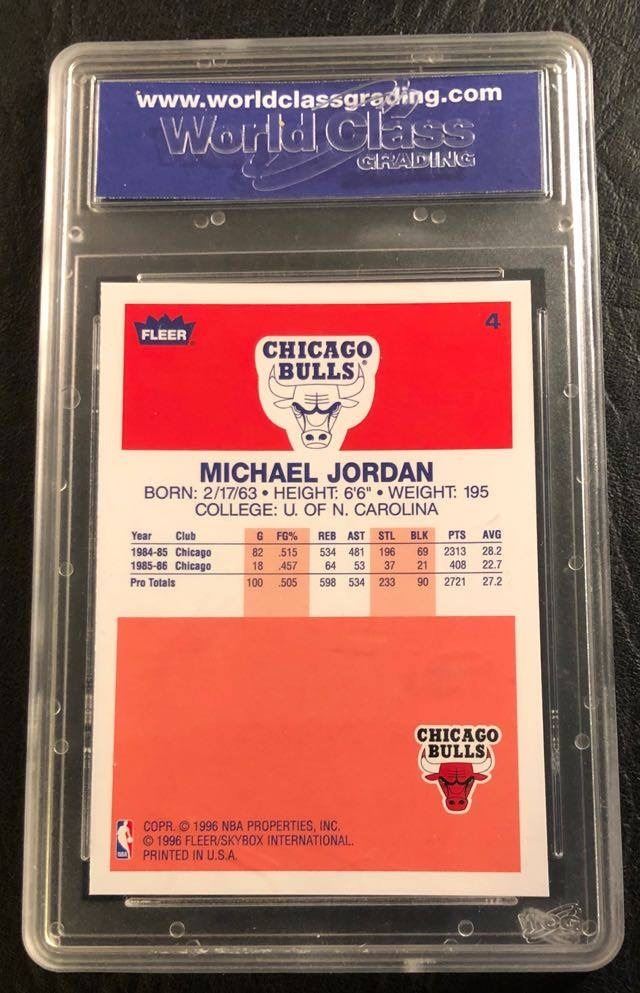 www.worldclassgrading.com
World Class
GRADING
FLEER
4
CHICAGO
BULLS
MICHAEL JORDAN
BORN: 2/17/63 • HEIGHT: 6'6" • WEIGHT: 195
COLLEGE: U. OF N. CAROLINA
Year Club G FG% REB AST STL BLK PTS AVG
1984-85 Chicago 82 .515 534 481 196 69 2313 28.2
1985-86 Chicago 18 .457 64 53 37 21 408 22.7
Pro Totals 100 .505 598 534 233 90 2721 27.2
CHICAGO
BULLS
COPR. © 1996 NBA PROPERTIES, INC.
© 1996 FLEER/SKYBOX INTERNATIONAL.
PRINTED IN U.S.A.
NBA